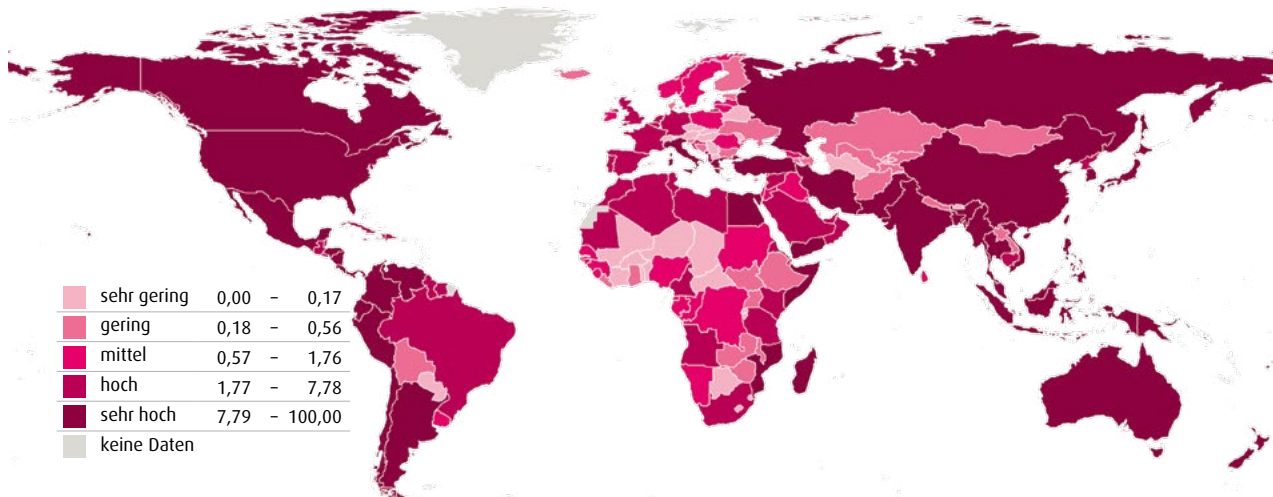 sehr gering 0,00 – 0,17
gering 0,18 – 0,56
mittel 0,57 – 1,76
hoch 1,77 – 7,78
sehr hoch 7,79 – 100,00
keine Daten